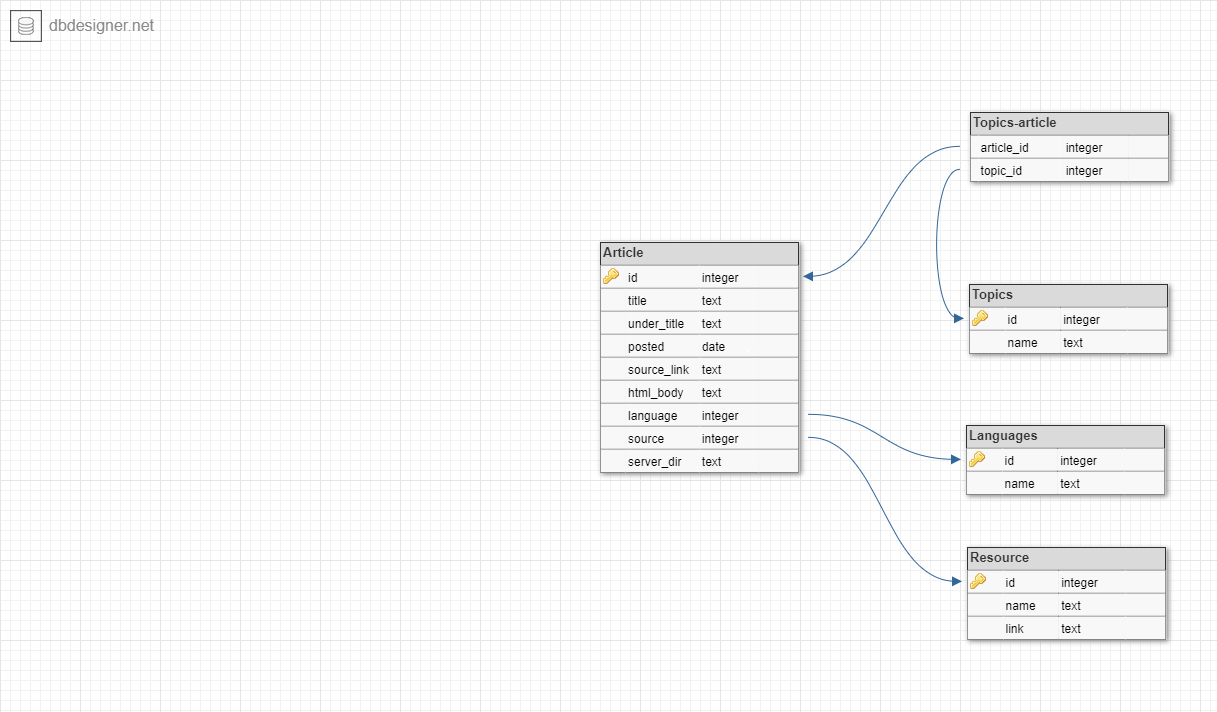 dbdesigner.net
Topics-article
article_id integer
topic_id integer
Article
id integer
title text
under_title text
posted date
source_link text
html_body text
language integer
source integer
server_dir text
Topics
id integer
name text
Languages
id integer
name text
Resource
id integer
name text
link text